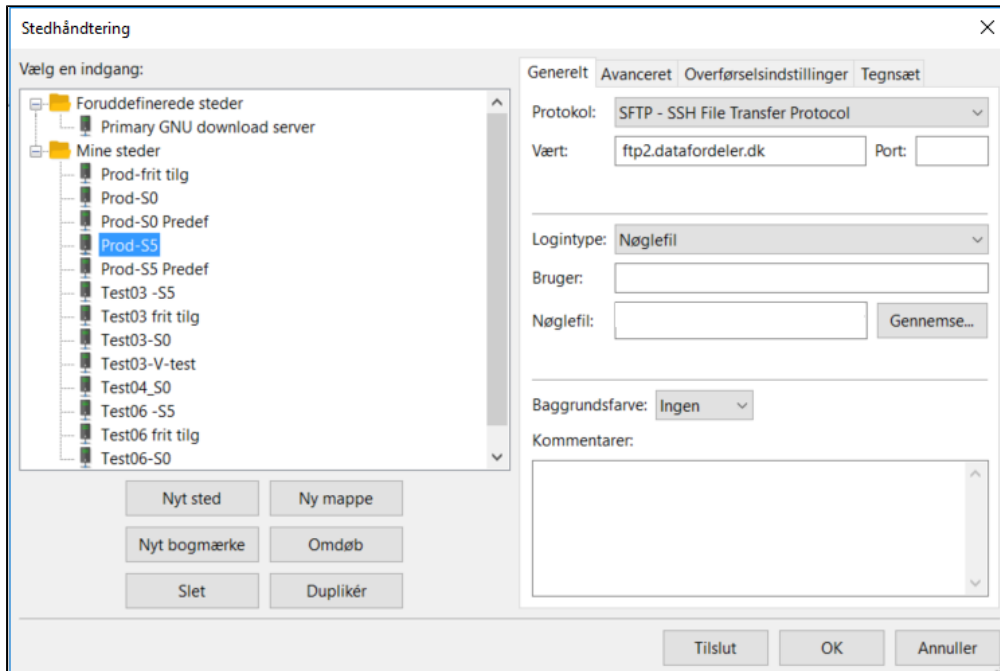 Stedhåndtering
Vælg en indgang:
Foruddefinerede steder
Primary GNU download server
Mine steder
Prod-frit tilg
Prod-S0
Prod-S0 Predef
Prod-S5
Prod-S5 Predef
Test03 -S5
Test03 frit tilg
Test03-S0
Test03-V-test
Test04_S0
Test06 -S5
Test06 frit tilg
Test06-S0
Nyt sted Ny mappe
Nyt bogmærke Omdøb
Slet Duplikér
Generelt Avanceret Overførselsindstillinger Tegnsæt
Protokol: SFTP - SSH File Transfer Protocol
Vært: ftp2.datafordeler.dk Port:
Logintype: Nøglefil
Bruger:
Nøglefil: Gennemse...
Baggrundsfarve: Ingen
Kommentarer:
Tilslut OK Annuller